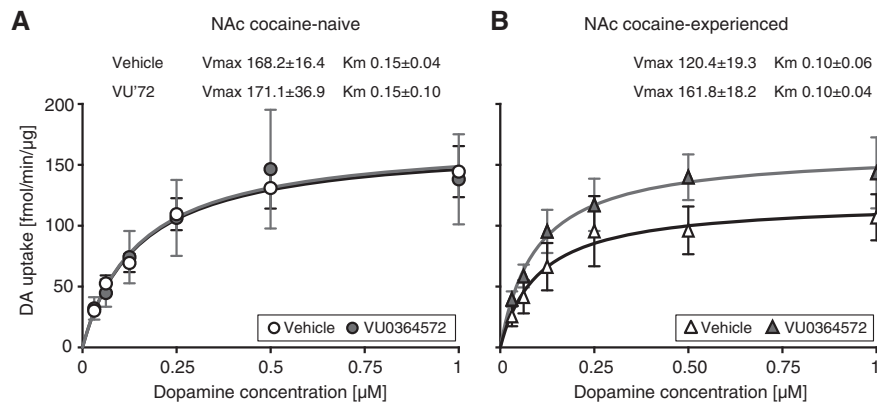 A
NAc cocaine-naive
Vehicle Vmax 168.2±16.4 Km 0.15±0.04
VU'72 Vmax 171.1±36.9 Km 0.15±0.10
200
150
100
50
0
DA uptake [fmol/min/µg]
Vehicle VU0364572
0 0.25 0.5 0.75 1
Dopamine concentration [µM]
B
NAc cocaine-experienced
Vmax 120.4±19.3 Km 0.10±0.06
Vmax 161.8±18.2 Km 0.10±0.04
Vehicle VU0364572
0 0.25 0.50 0.75 1
Dopamine concentration [µM]